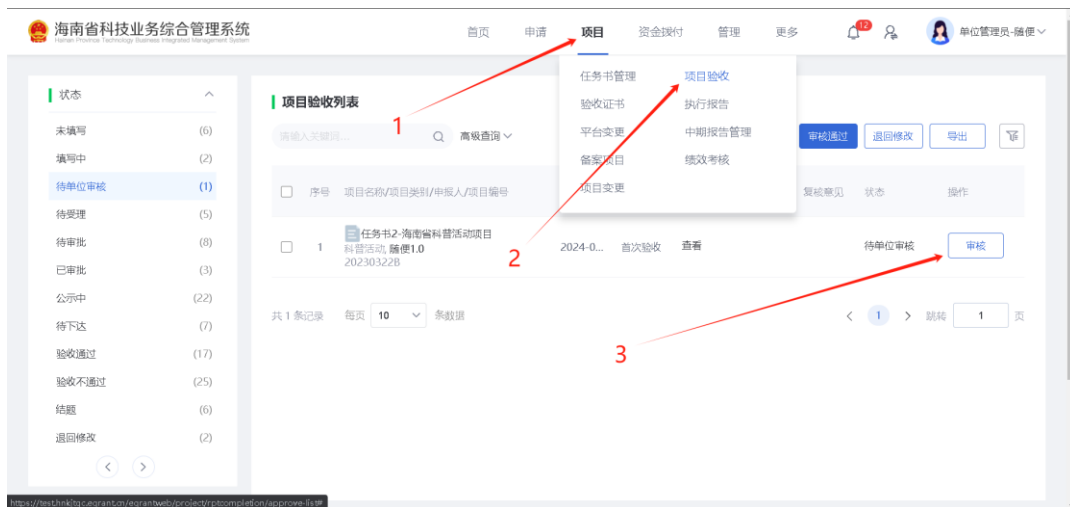 海南省科技业务综合管理系统
Hainan Province Technology Business Integrated Management System
首页 申请 项目 资金拨付 管理 更多 12 单位管理员-随便
任务书管理 项目验收
验收证书 执行报告
平台变更 中期报告管理
备案项目 绩效考核
项目变更
状态
未填写 (6)
填写中 (2)
待单位审核 (1)
待受理 (5)
待审批 (8)
已审批 (3)
公示中 (22)
待下达 (7)
验收通过 (17)
验收不通过 (25)
结题 (6)
退回修改 (2)
项目验收列表
请输入关键词... 高级查询 审核通过 退回修改 导出
序号 项目名称/项目类别/申报人/项目编号 复核意见 状态 操作
1 任务书2-海南省科普活动项目 2024-0... 首次验收 查看 待单位审核 审核
科普活动, 随便1.0
20230322B
共 1 条记录 每页 10 条数据 1 跳转 1 页
1
2
3
https://test.hnkjtgc.egrant.cn/egrantweb/project/rptcompletion/approve-list#